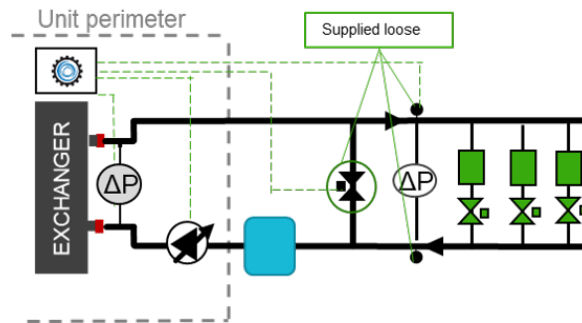 Unit perimeter
Supplied loose
EXCHANGER
ΔP
ΔP